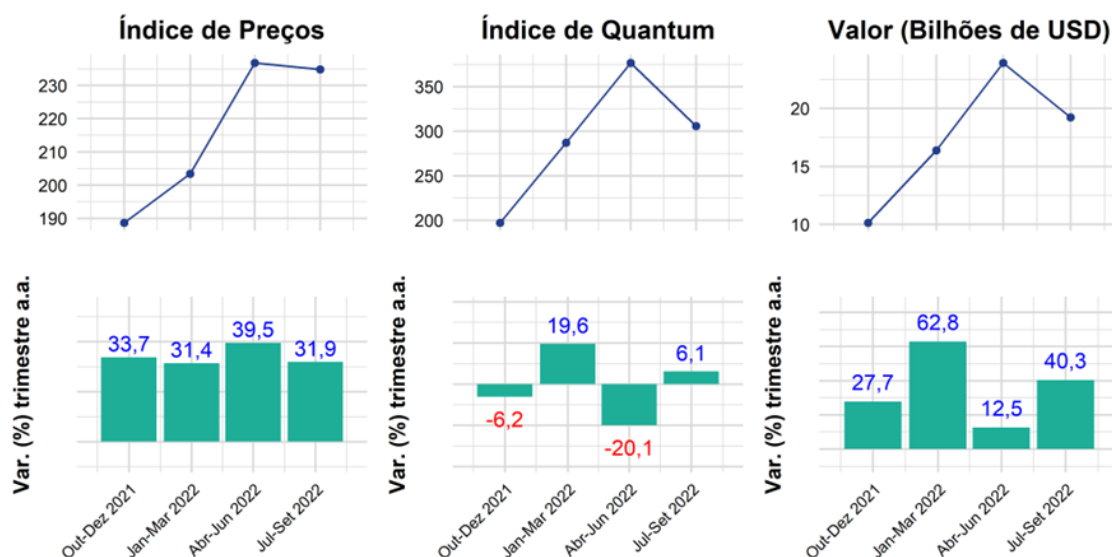 Índice de Preços
230
220
210
200
190
Índice de Quantum
350
300
250
200
Valor (Bilhões de USD)
20
15
10
Var. (%) trimestre a.a.
33,7
31,4
39,5
31,9
Out-Dez 2021
Jan-Mar 2022
Abr-Jun 2022
Jul-Set 2022
Var. (%) trimestre a.a.
-6,2
19,6
-20,1
6,1
Out-Dez 2021
Jan-Mar 2022
Abr-Jun 2022
Jul-Set 2022
Var. (%) trimestre a.a.
27,7
62,8
12,5
40,3
Out-Dez 2021
Jan-Mar 2022
Abr-Jun 2022
Jul-Set 2022